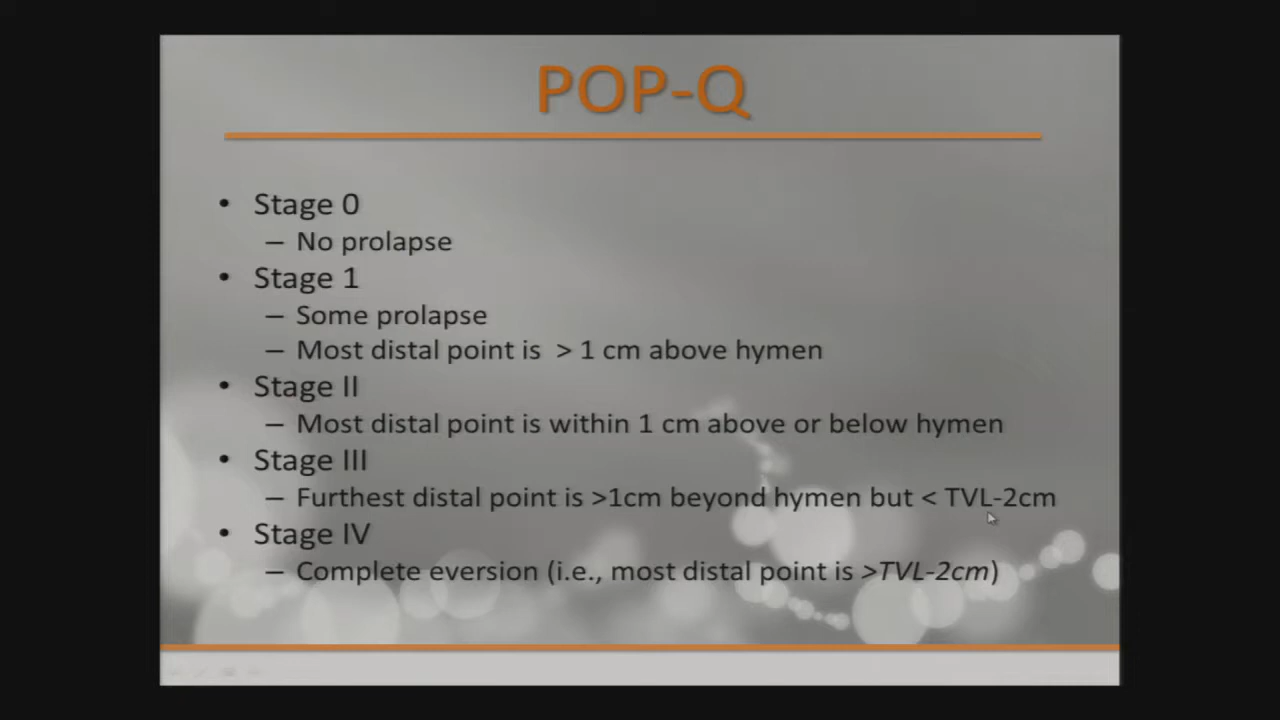 POP-Q
• Stage 0
– No prolapse
• Stage 1
– Some prolapse
– Most distal point is > 1 cm above hymen
• Stage II
– Most distal point is within 1 cm above or below hymen
• Stage III
– Furthest distal point is >1cm beyond hymen but < TVL-2cm
• Stage IV
– Complete eversion (i.e., most distal point is >TVL-2cm)